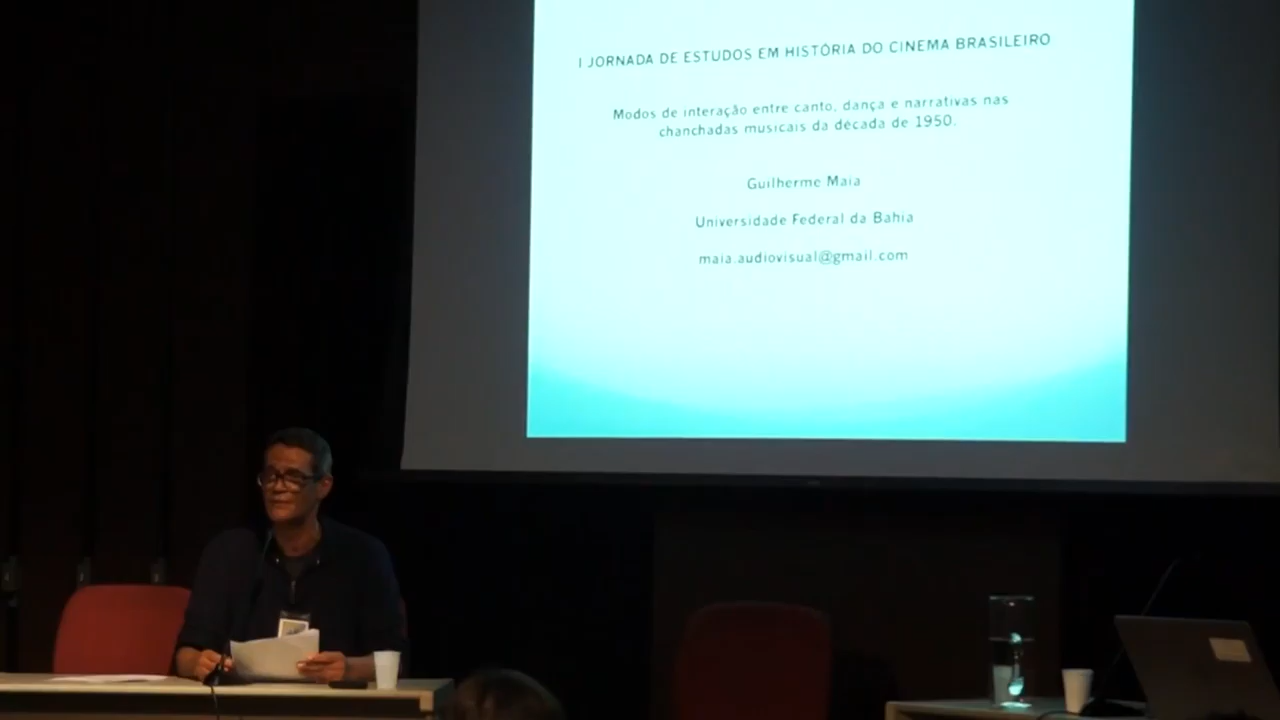 I JORNADA DE ESTUDOS EM HISTÓRIA DO CINEMA BRASILEIRO
Modos de interação entre canto, dança e narrativas nas
chanchadas musicais da década de 1950.
Guilherme Maia
Universidade Federal da Bahia
maia.audiovisual@gmail.com